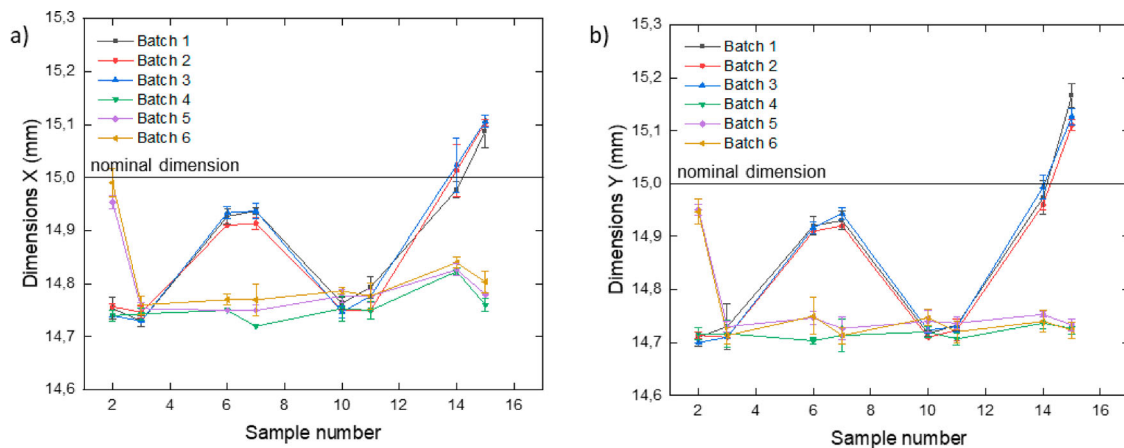 a)
15,3
15,2
15,1
15,0
14,9
14,8
14,7
14,6
Dimensions X (mm)
Batch 1
Batch 2
Batch 3
Batch 4
Batch 5
Batch 6
nominal dimension
2 4 6 8 10 12 14 16
Sample number
b)
15,3
15,2
15,1
15,0
14,9
14,8
14,7
14,6
Dimensions Y (mm)
Batch 1
Batch 2
Batch 3
Batch 4
Batch 5
Batch 6
nominal dimension
2 4 6 8 10 12 14 16
Sample number